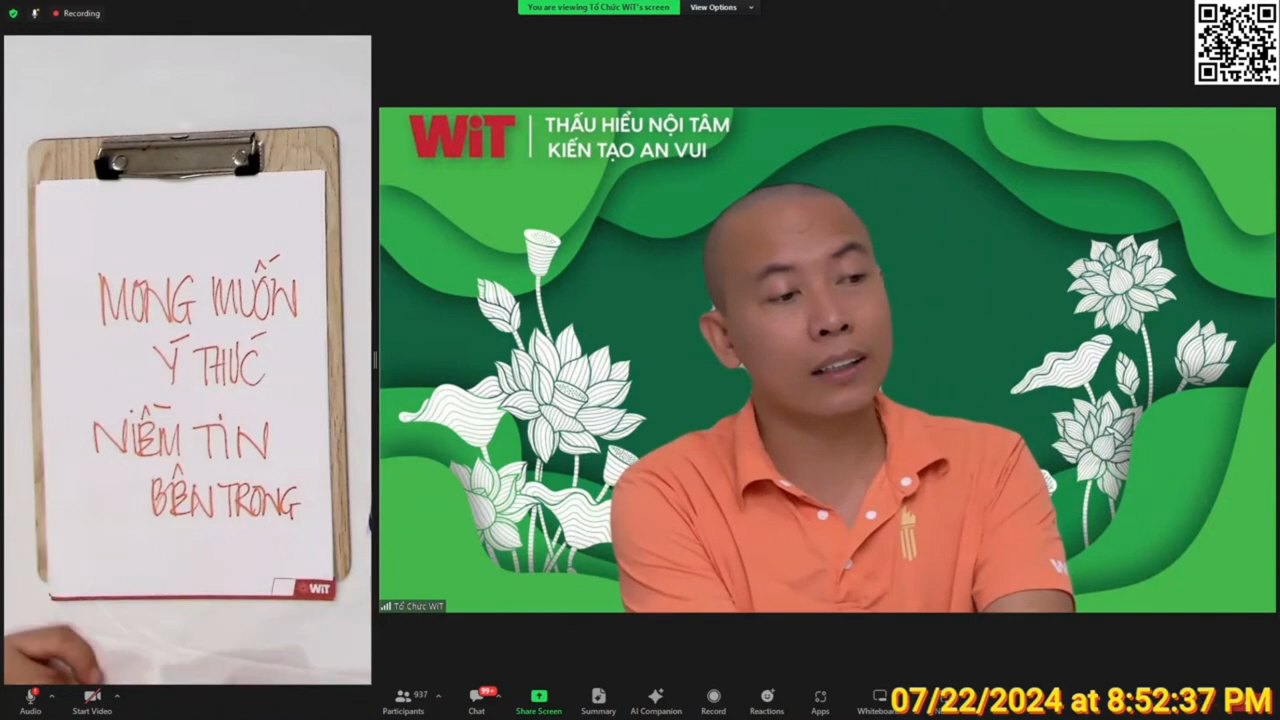 Recording
You are viewing Tổ Chức WiT's screen
View Options
MONG MUỐN
Ý THỨC
NIỀM TIN
BÊN TRONG
WiT
WiT
THẤU HIỂU NỘI TÂM
KIẾN TẠO AN VUI
Tổ Chức WiT
Audio
Start Video
Participants
937
Chat
99+
Share Screen
Summary
AI Companion
Record
Reactions
Apps
07/22/2024 at 8:52:37 PM